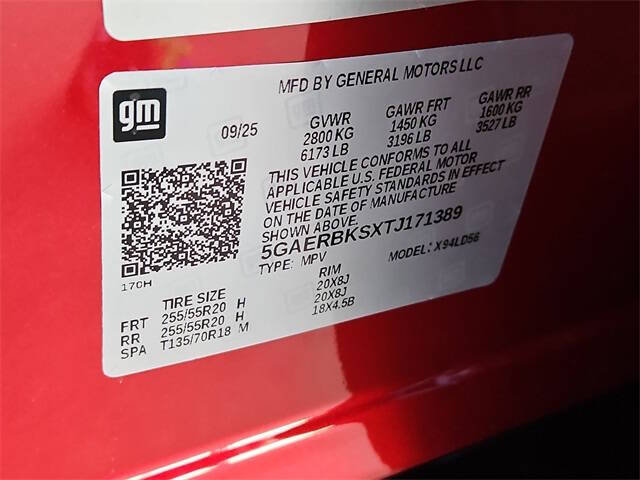 MFD BY GENERAL MOTORS LLC
gm
09/25
GVWR GAWR FRT GAWR RR
2800 KG 1450 KG 1600 KG
6173 LB 3196 LB 3527 LB
THIS VEHICLE CONFORMS TO ALL
APPLICABLE U.S. FEDERAL MOTOR
VEHICLE SAFETY STANDARDS IN EFFECT
ON THE DATE OF MANUFACTURE
SHOWN ABOVE.
5GAERBKSXTJ171389
TYPE: MPV MODEL: X94LD56
170H
TIRE SIZE RIM
FRT 255/55R20 H 20X8J
RR 255/55R20 H 20X8J
SPA T135/70R18 M 18X4.5B